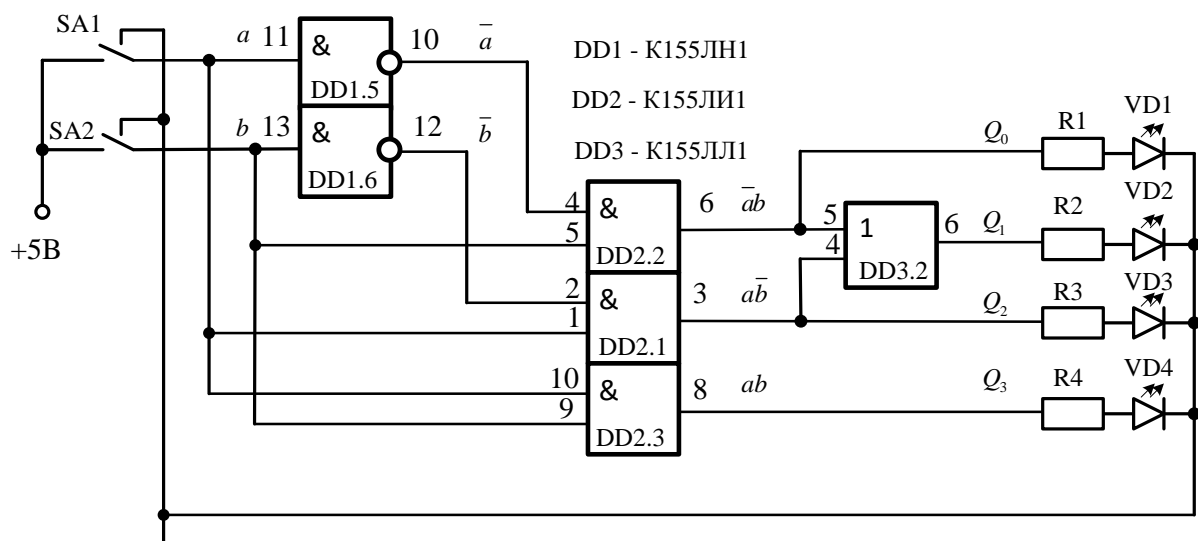 SA1
a 11
&
DD1.5
10 a̅
DD1 - К155ЛН1
SA2
b 13
&
DD1.6
12 b̅
DD2 - К155ЛИ1
DD3 - К155ЛЛ1
+5В
4
5
&
DD2.2
6 a̅b
2
1
&
DD2.1
3 ab̅
10
9
&
DD2.3
8 ab
5
4
1
DD3.2
6
Q0
R1
VD1
Q1
R2
VD2
Q2
R3
VD3
Q3
R4
VD4